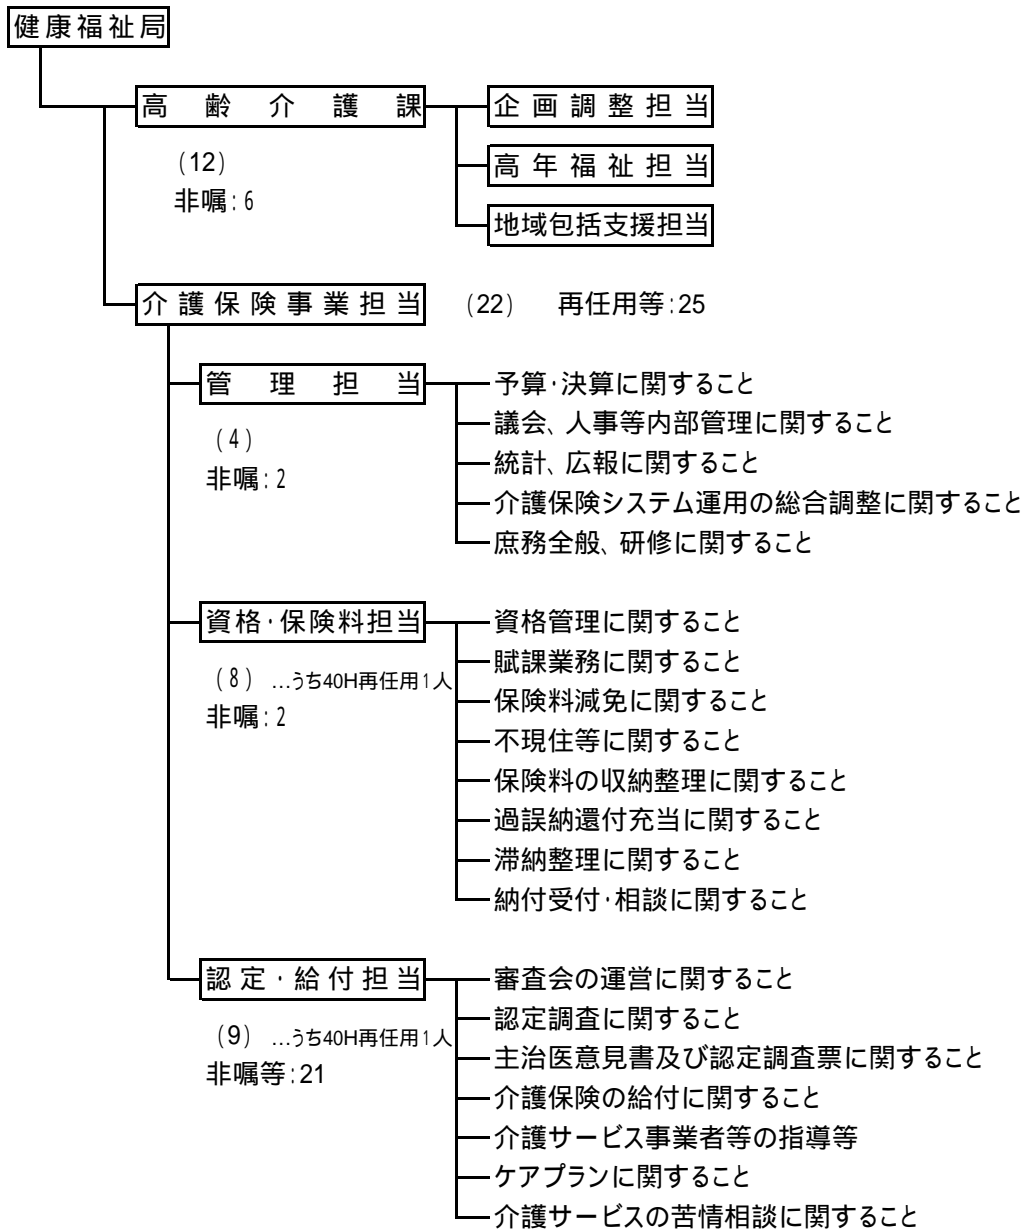 健康福祉局
高齢介護課
企画調整担当
(12)
高年福祉担当
非嘱:6
地域包括支援担当
介護保険事業担当 (22) 再任用等:25
管理担当
予算・決算に関すること
(4)
議会、人事等内部管理に関すること
非嘱:2
統計、広報に関すること
介護保険システム運用の総合調整に関すること
庶務全般、研修に関すること
資格・保険料担当
資格管理に関すること
賦課業務に関すること
(8) …うち40H再任用1人
保険料減免に関すること
非嘱:2
不現住等に関すること
保険料の収納整理に関すること
過誤納還付充当に関すること
滞納整理に関すること
納付受付・相談に関すること
認定・給付担当
審査会の運営に関すること
認定調査に関すること
(9) …うち40H再任用1人
主治医意見書及び認定調査票に関すること
非嘱等:21
介護保険の給付に関すること
介護サービス事業者等の指導等
ケアプランに関すること
介護サービスの苦情相談に関すること